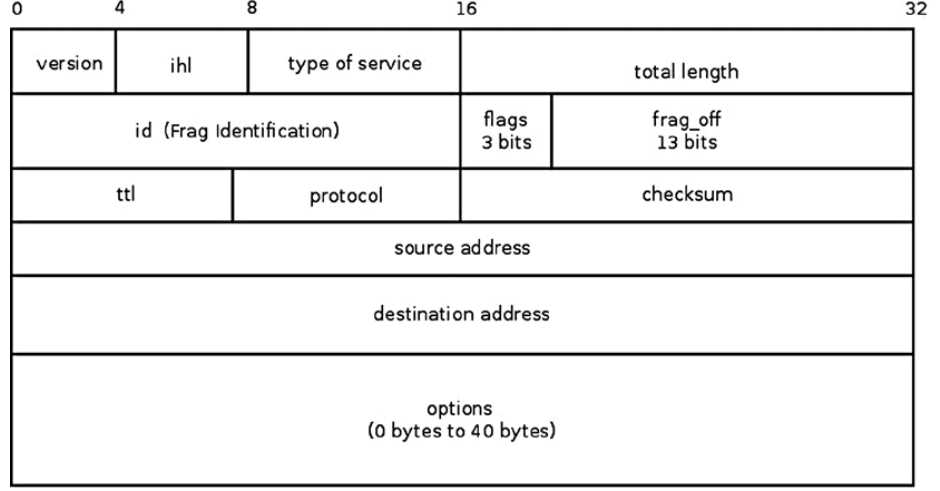 0 4 8 16 32
version ihl type of service total length
id (Frag Identification) flags
3 bits frag_off
13 bits
ttl protocol checksum
source address
destination address
options
(0 bytes to 40 bytes)